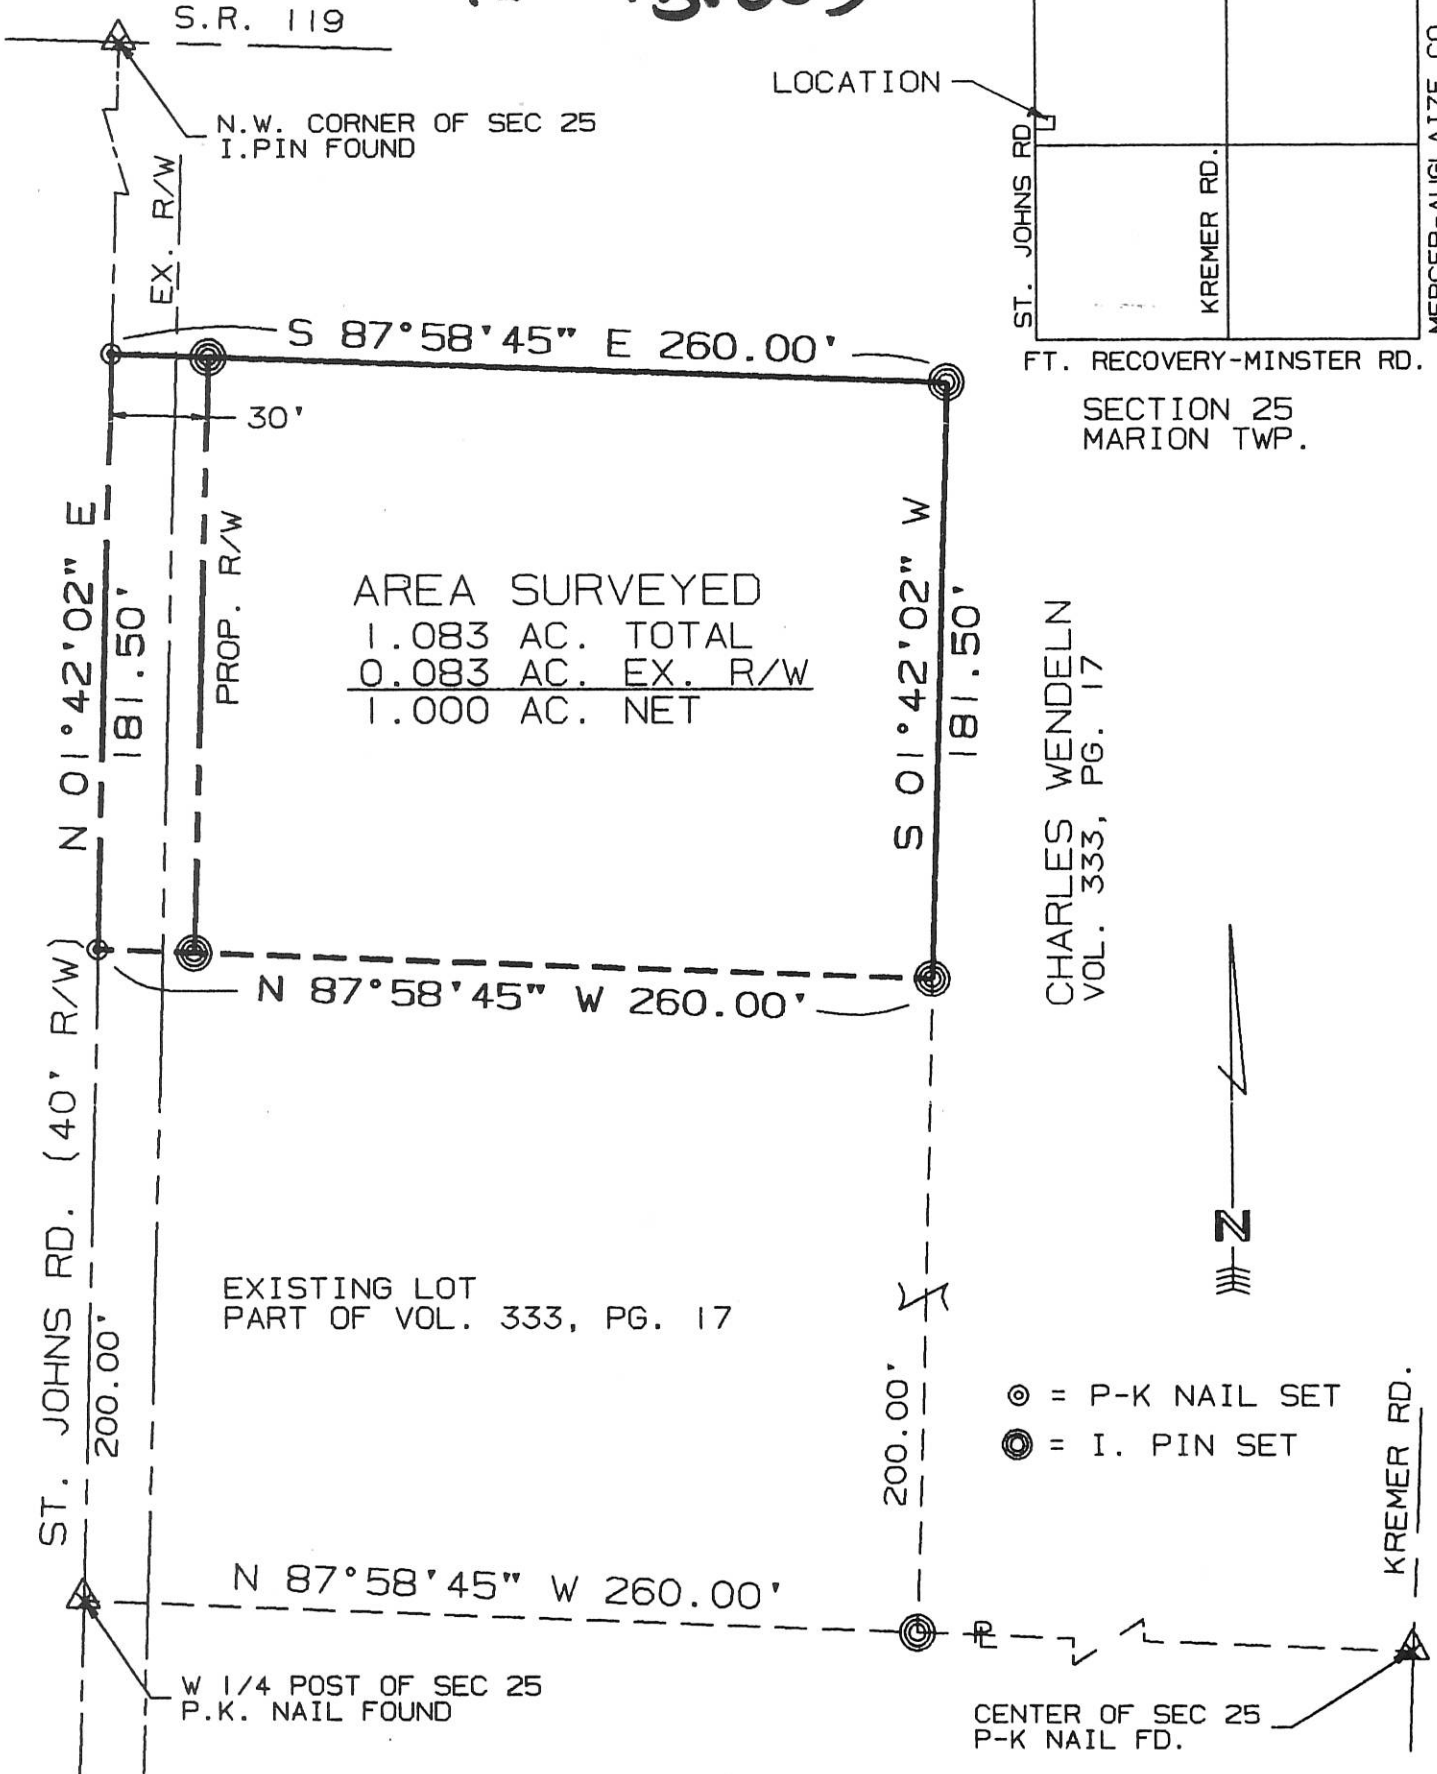 S.R. 119
N.W. CORNER OF SEC 25
I.PIN FOUND
LOCATION
ST. JOHNS RD
KREMER RD.
FT. RECOVERY-MINSTER RD.
SECTION 25
MARION TWP.
EX. R/W
S 87°58'45" E 260.00'
30'
N 01°42'02" E
181.50'
PROP. R/W
AREA SURVEYED
1.083 AC. TOTAL
0.083 AC. EX. R/W
1.000 AC. NET
S 01°42'02" W
181.50'
CHARLES WENDELN
VOL. 333, PG. 17
N 87°58'45" W 260.00'
ST. JOHNS RD. (40' R/W)
200.00'
EXISTING LOT
PART OF VOL. 333, PG. 17
200.00'
N
= P-K NAIL SET
= I. PIN SET
KREMER RD.
N 87°58'45" W 260.00'
PL
W 1/4 POST OF SEC 25
P.K. NAIL FOUND
CENTER OF SEC 25
P-K NAIL FD.